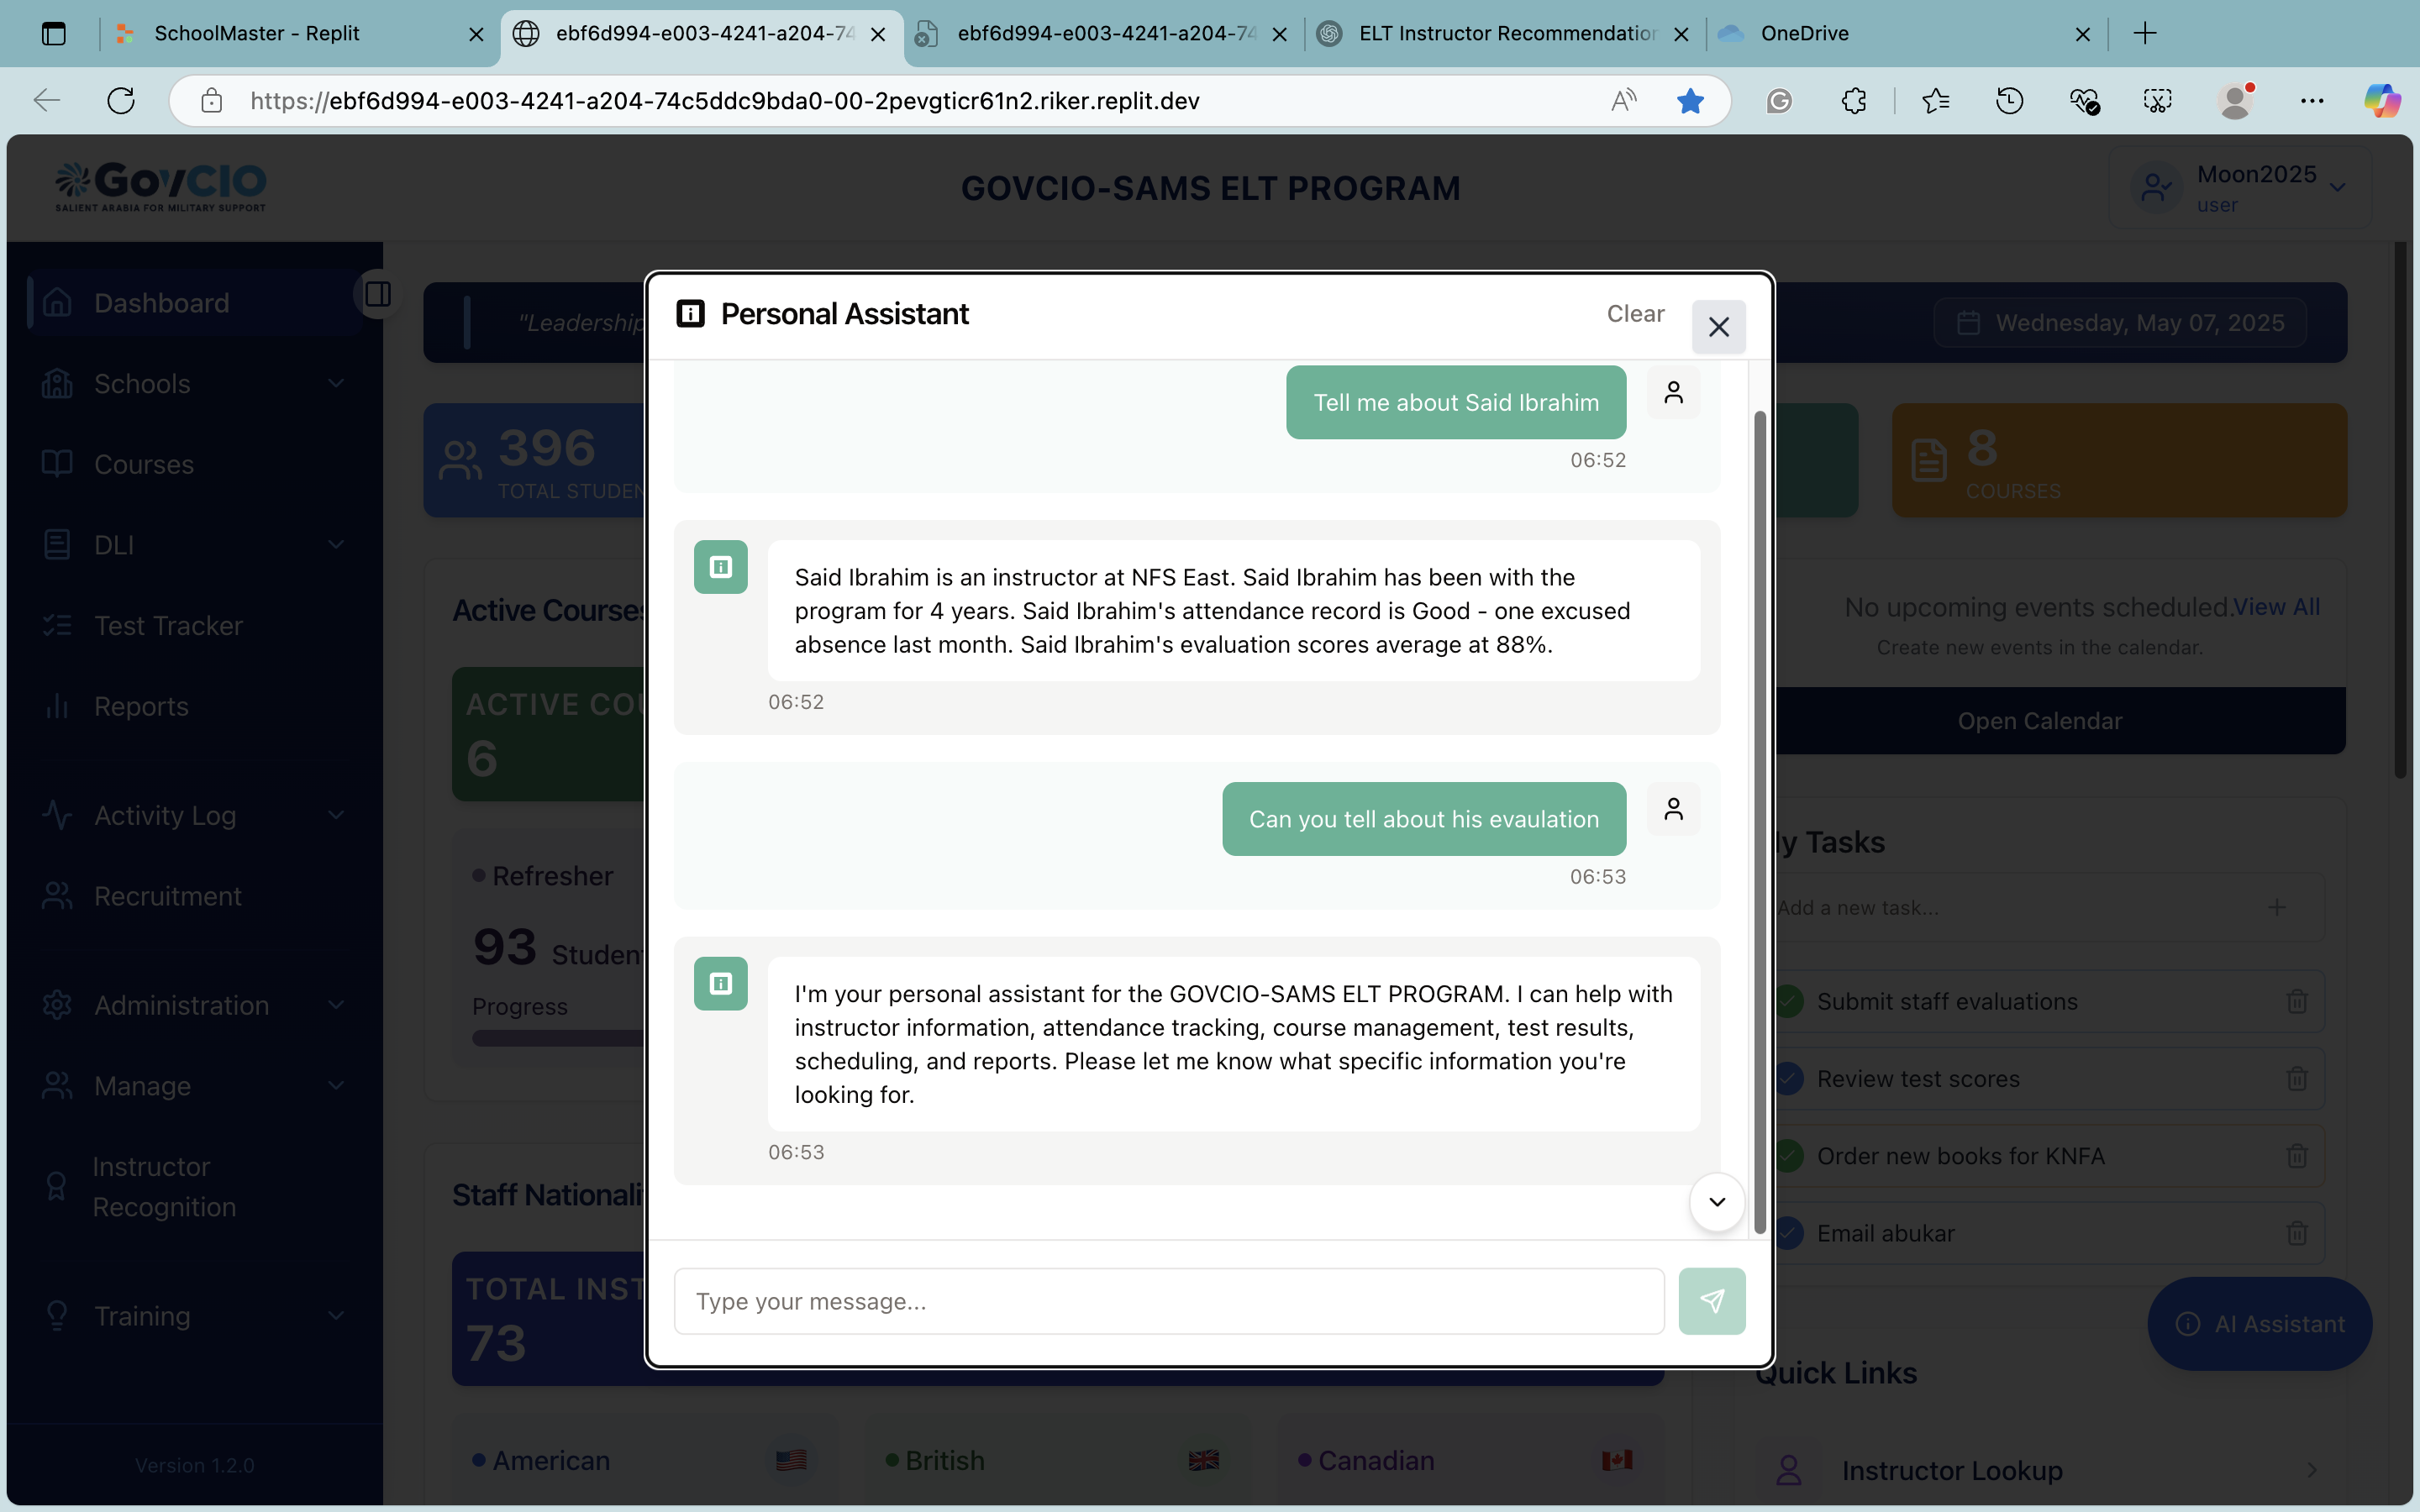 SchoolMaster - Replit
ebf6d994-e003-4241-a204-74
ebf6d994-e003-4241-a204-74
ELT Instructor Recommendation
OneDrive
https://ebf6d994-e003-4241-a204-74c5ddc9bda0-00-2pevgticr61n2.riker.replit.dev
GovCIO
SALIENT ARABIA FOR MILITARY SUPPORT
GOVCIO-SAMS ELT PROGRAM
Moon2025
user
Dashboard
Schools
Courses
DLI
Test Tracker
Reports
Activity Log
Recruitment
Administration
Manage
Instructor
Recognition
Training
Version 1.2.0
"Leadership
Wednesday, May 07, 2025
396
TOTAL STUDEN
8
COURSES
Active Courses
ACTIVE COU
6
Refresher
93 Studen
Progress
Staff Nationali
TOTAL INST
73
American
British
Canadian
Personal Assistant
Clear
Tell me about Said Ibrahim
06:52
Said Ibrahim is an instructor at NFS East. Said Ibrahim has been with the
program for 4 years. Said Ibrahim's attendance record is Good - one excused
absence last month. Said Ibrahim's evaluation scores average at 88%.
06:52
Can you tell about his evaulation
06:53
I'm your personal assistant for the GOVCIO-SAMS ELT PROGRAM. I can help with
instructor information, attendance tracking, course management, test results,
scheduling, and reports. Please let me know what specific information you're
looking for.
06:53
Type your message...
No upcoming events scheduled.
View All
Create new events in the calendar.
Open Calendar
y Tasks
Add a new task...
Submit staff evaluations
Review test scores
Order new books for KNFA
Email abukar
AI Assistant
Quick Links
Instructor Lookup